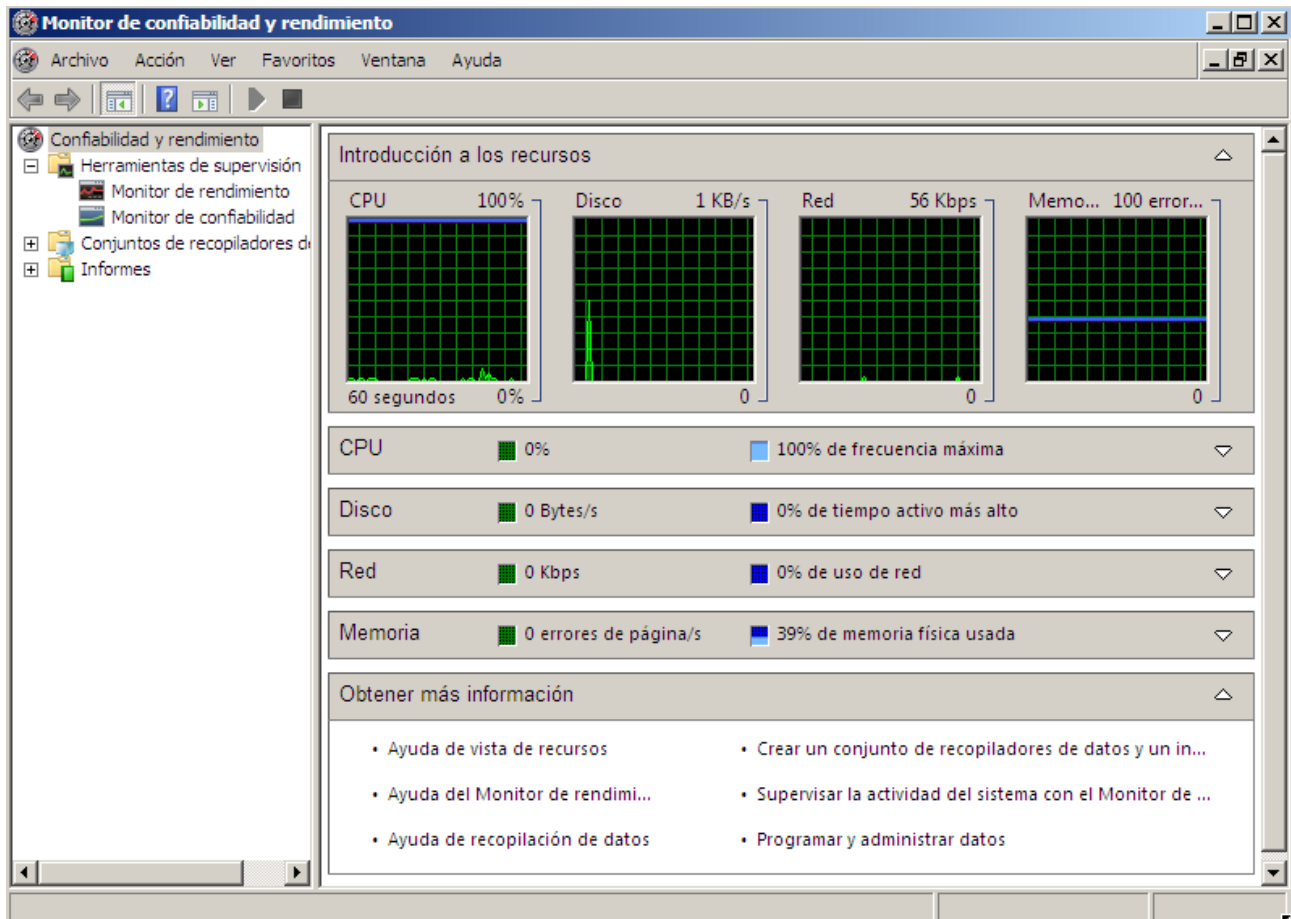 Monitor de confiabilidad y rendimiento
Archivo Acción Ver Favoritos Ventana Ayuda
Confiabilidad y rendimiento
Herramientas de supervisión
Monitor de rendimiento
Monitor de confiabilidad
Conjuntos de recopiladores de
Informes
Introducción a los recursos
CPU 100% Disco 1 KB/s Red 56 Kbps Memo... 100 error...
60 segundos 0% 0 0 0
CPU 0% 100% de frecuencia máxima
Disco 0 Bytes/s 0% de tiempo activo más alto
Red 0 Kbps 0% de uso de red
Memoria 0 errores de página/s 39% de memoria física usada
Obtener más información
• Ayuda de vista de recursos • Crear un conjunto de recopiladores de datos y un in...
• Ayuda del Monitor de rendimi... • Supervisar la actividad del sistema con el Monitor de ...
• Ayuda de recopilación de datos • Programar y administrar datos